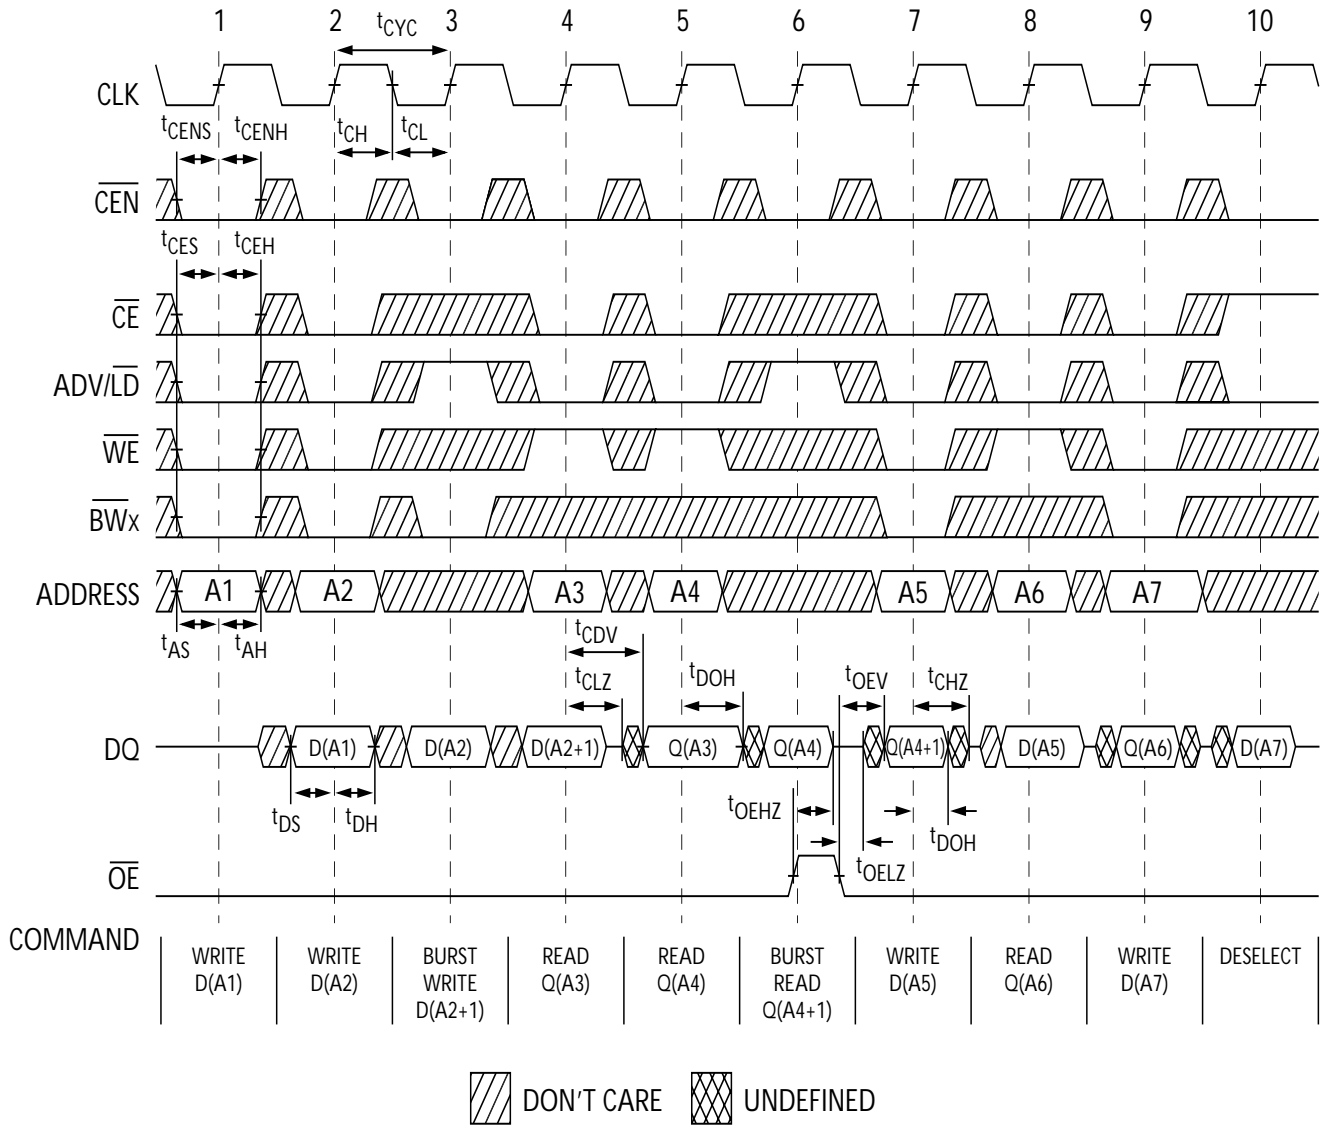 1 2 3 4 5 6 7 8 9 10
tCYC
CLK
tCENS tCENH tCH tCL
CEN
tCES tCEH
CE
ADV/LD
WE
BWx
ADDRESS A1 A2 A3 A4 A5 A6 A7
tAS tAH tCDV
tCLZ tDOH tOEV tCHZ
DQ D(A1) D(A2) D(A2+1) Q(A3) Q(A4) Q(A4+1) D(A5) Q(A6) D(A7)
tDS tDH tOEHZ tDOH
tOELZ
OE
COMMAND
WRITE WRITE BURST READ READ BURST WRITE READ WRITE DESELECT
D(A1) D(A2) WRITE Q(A3) Q(A4) READ D(A5) Q(A6) D(A7)
D(A2+1) Q(A4+1)
DON'T CARE UNDEFINED